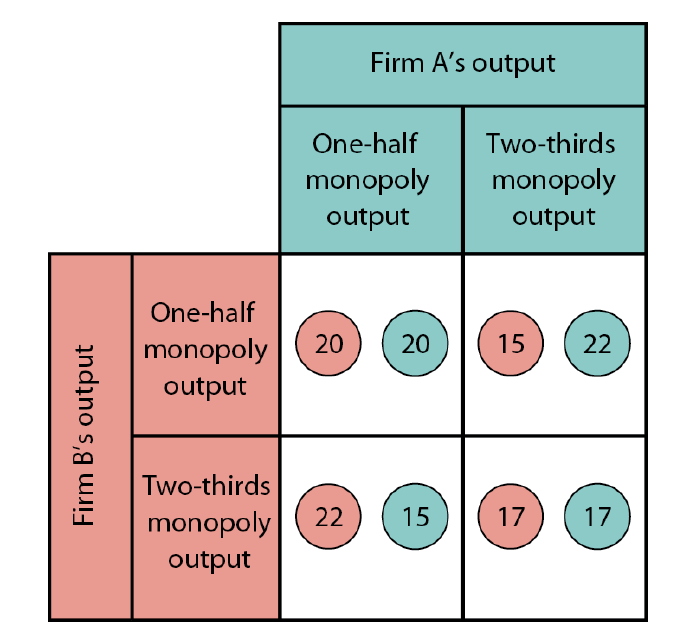 Firm A's output
One-half
monopoly
output
Two-thirds
monopoly
output
Firm B's output
One-half
monopoly
output
20
20
15
22
Two-thirds
monopoly
output
22
15
17
17